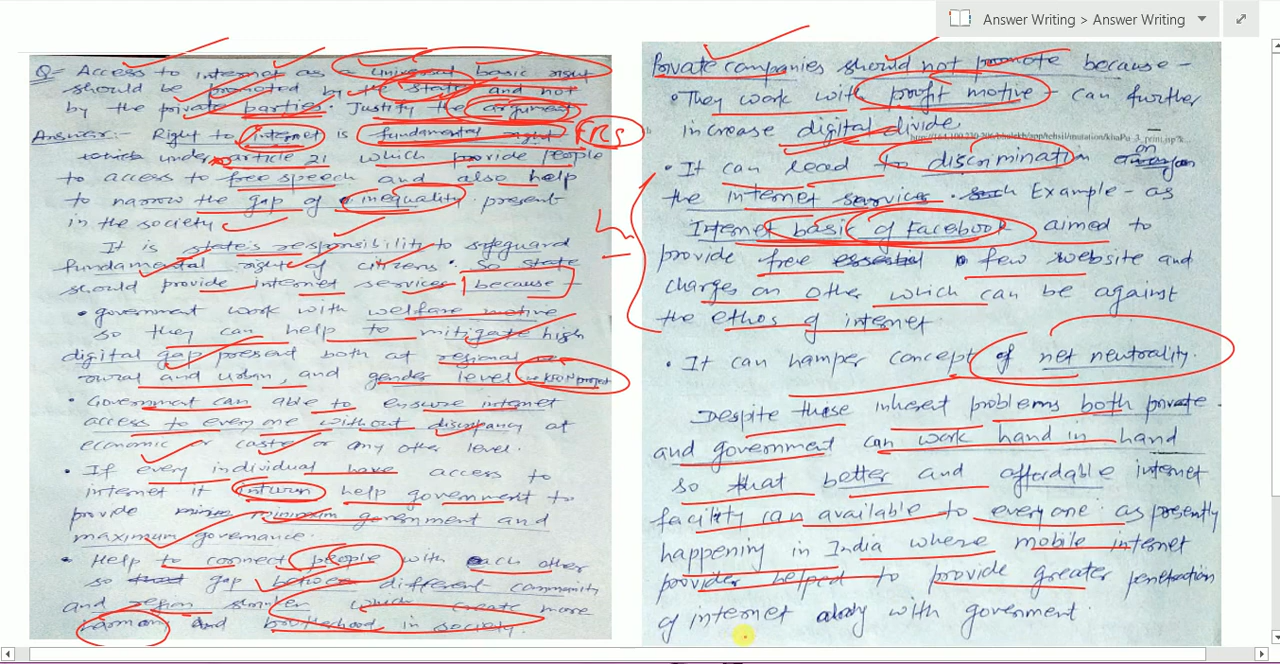 Answer Writing > Answer Writing
Q- Access to internet as a universal basic right
should be promoted by the state and not
by the private parties. Justify the argument
Answer:- Right to internet is fundamental right FRs
which under article 21 which provide people
to access to free speech and also help
to narrow the gap of inequality present
in the society
It is state's responsibility to safeguard
fundamental right of citizens. So state
should provide internet services because -
• government work with welfare motive
so they can help to mitigate high
digital gap present both at regional
rural and urban, and gender level
• Government can able to ensure internet
access to every one without discrepancy at
economic or caste or any other level.
• If every individual have access to
internet it inturn help government to
provide minimum government and
maximum governance.
• Help to connect people with each other
so that gap between different community
and region shrinken which create more
harmony and brotherhood in society.
Private companies should not promote because -
• They work with profit motive - can further
increase digital divide
• It can lead to discrimination on
the internet services. Example - as
Internet basic of Facebook aimed to
provide free essential few website and
charges on other which can be against
the ethos of internet
• It can hamper concept of net neutrality.
Despite these inherent problems both private
and government can work hand in hand
so that better and affordable internet
facility can available to every one as presently
happening in India where mobile internet
provider helped to provide greater penetration
of internet along with government.